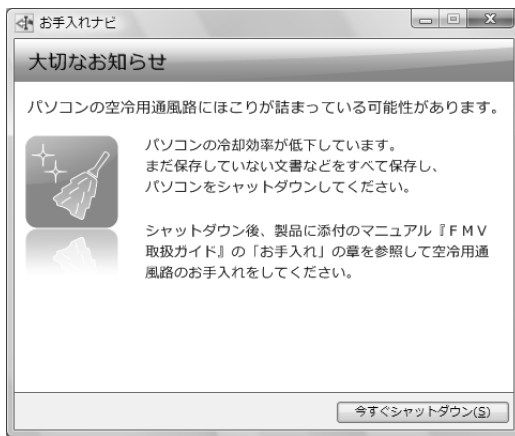 お手入れナビ
大切なお知らせ
パソコンの空冷用通風路にほこりが詰まっている可能性があります。
パソコンの冷却効率が低下しています。
まだ保存していない文書などをすべて保存し、
パソコンをシャットダウンしてください。
シャットダウン後、製品に添付のマニュアル『ＦＭＶ
取扱ガイド』の「お手入れ」の章を参照して空冷用通
風路のお手入れをしてください。
今すぐシャットダウン(S)